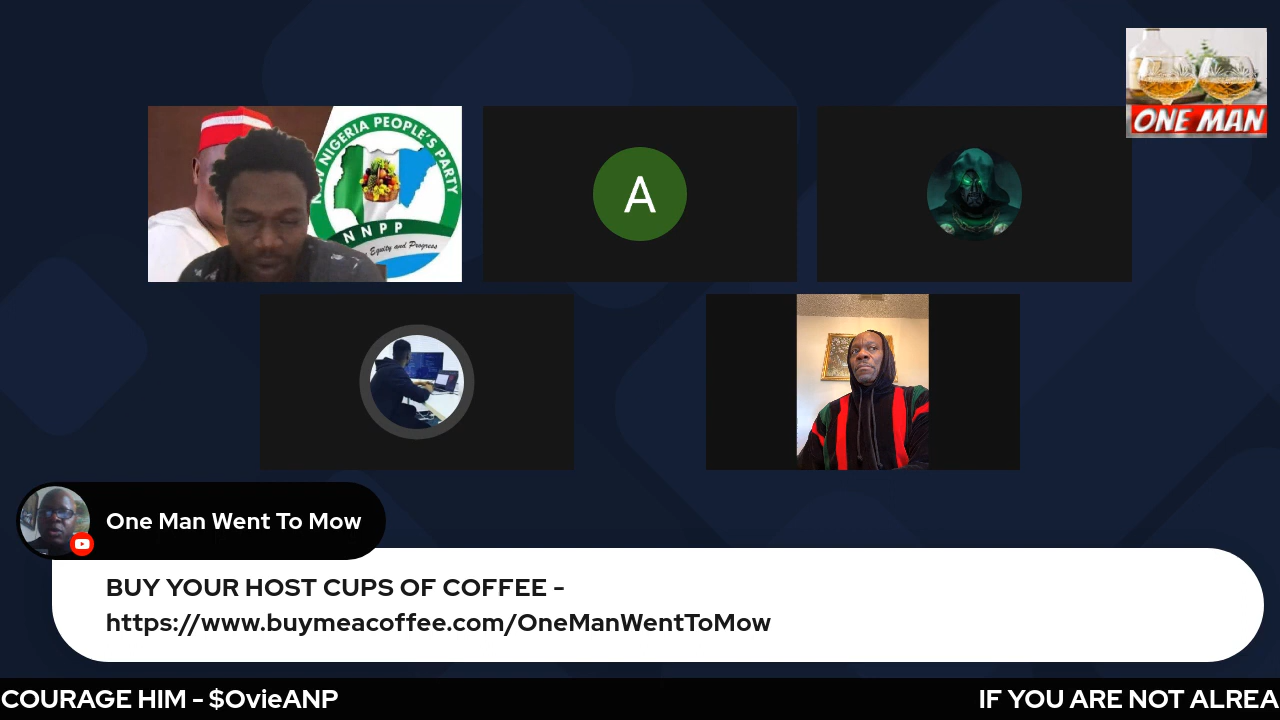 ONE MAN
NIGERIA PEOPLE'S PARTY
NNPP
Equity and Progress
A
One Man Went To Mow
BUY YOUR HOST CUPS OF COFFEE -
https://www.buymeacoffee.com/OneManWentToMow
COURAGE HIM - $OvieANP
IF YOU ARE NOT ALREA